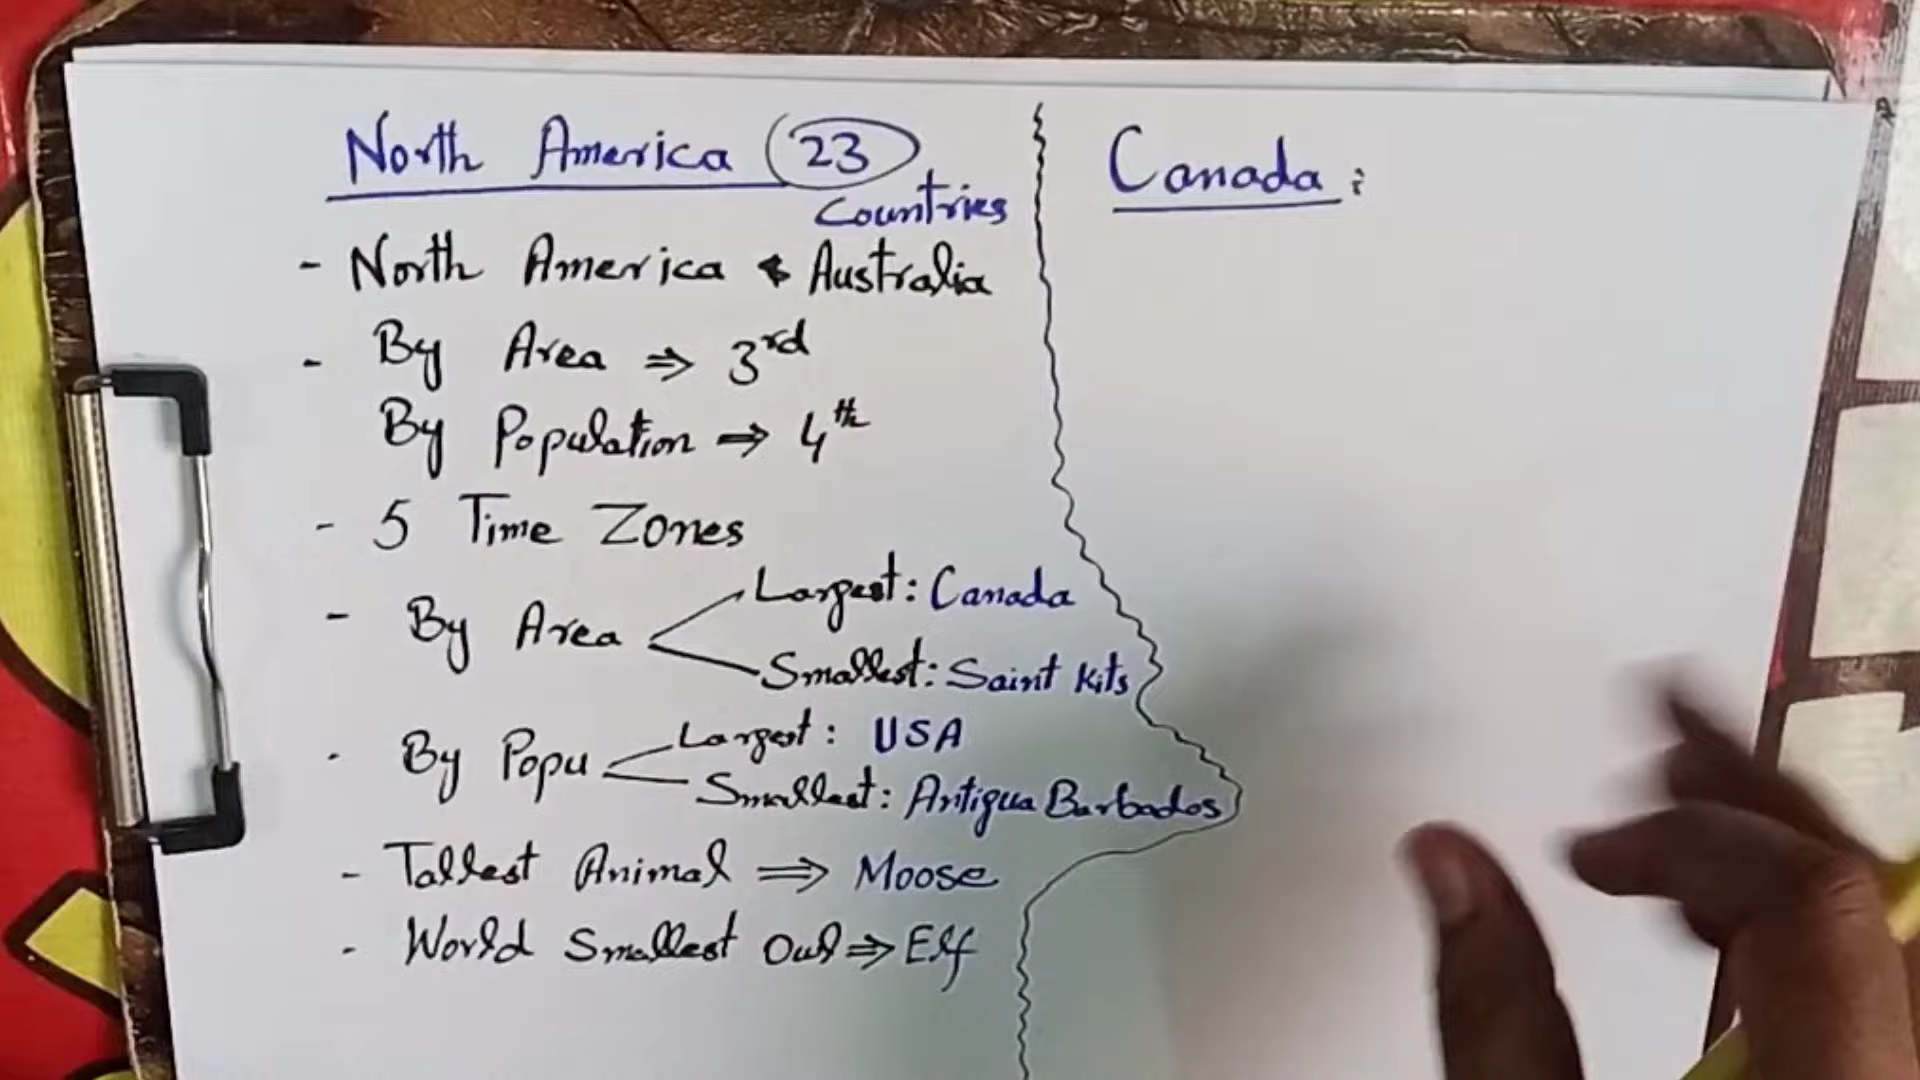 North America (23)
Countries
- North America & Australia
- By Area ⇒ 3rd
By Population ⇒ 4th
- 5 Time Zones
- By Area
Largest: Canada
Smallest: Saint Kits
- By Popu
Largest: USA
Smallest: Antigua Barbados
- Tallest Animal ⇒ Moose
- World Smallest Owl ⇒ Elf
Canada: